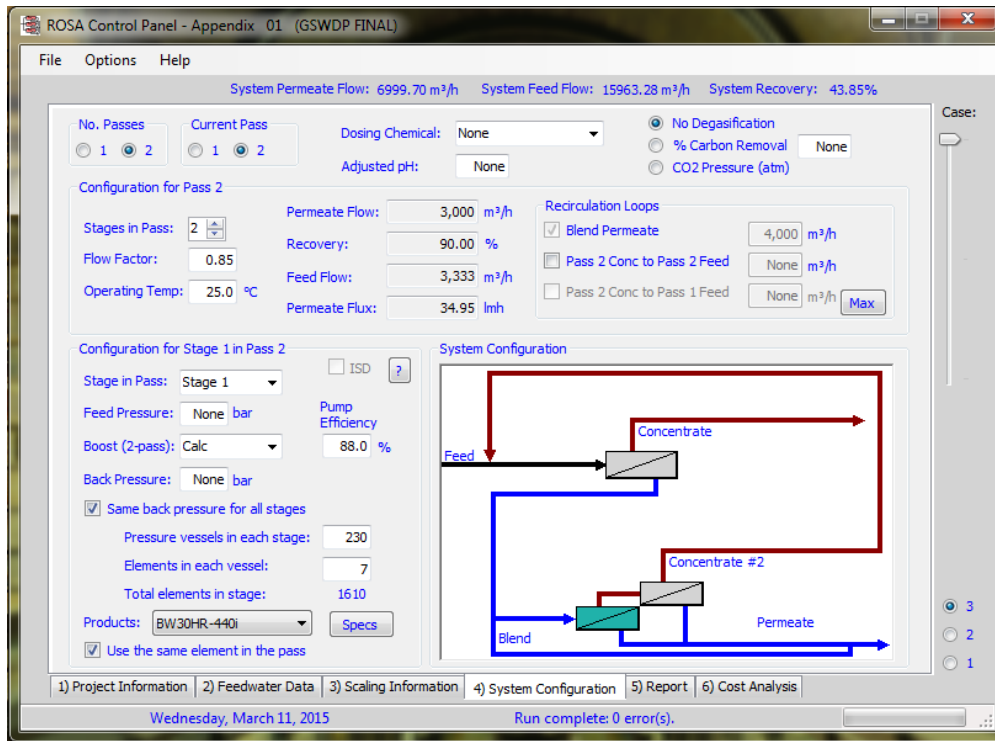 ROSA Control Panel - Appendix 01 (GSWDP FINAL)
File Options Help
System Permeate Flow: 6999.70 m³/h System Feed Flow: 15963.28 m³/h System Recovery: 43.85%
Case:
No. Passes
1 2
Current Pass
1 2
Dosing Chemical: None
Adjusted pH: None
No Degasification
% Carbon Removal None
CO2 Pressure (atm)
Configuration for Pass 2
Stages in Pass: 2
Flow Factor: 0.85
Operating Temp: 25.0 ºC
Permeate Flow: 3,000 m³/h
Recovery: 90.00 %
Feed Flow: 3,333 m³/h
Permeate Flux: 34.95 lmh
Recirculation Loops
Blend Permeate 4,000 m³/h
Pass 2 Conc to Pass 2 Feed None m³/h
Pass 2 Conc to Pass 1 Feed None m³/h Max
Configuration for Stage 1 in Pass 2
ISD ?
Stage in Pass: Stage 1
Feed Pressure: None bar
Pump
Efficiency
Boost (2-pass): Calc 88.0 %
Back Pressure: None bar
Same back pressure for all stages
Pressure vessels in each stage: 230
Elements in each vessel: 7
Total elements in stage: 1610
Products: BW30HR-440i Specs
Use the same element in the pass
System Configuration
Concentrate
Feed
Concentrate #2
Permeate
Blend
3
2
1
1) Project Information 2) Feedwater Data 3) Scaling Information 4) System Configuration 5) Report 6) Cost Analysis
Wednesday, March 11, 2015 Run complete: 0 error(s).